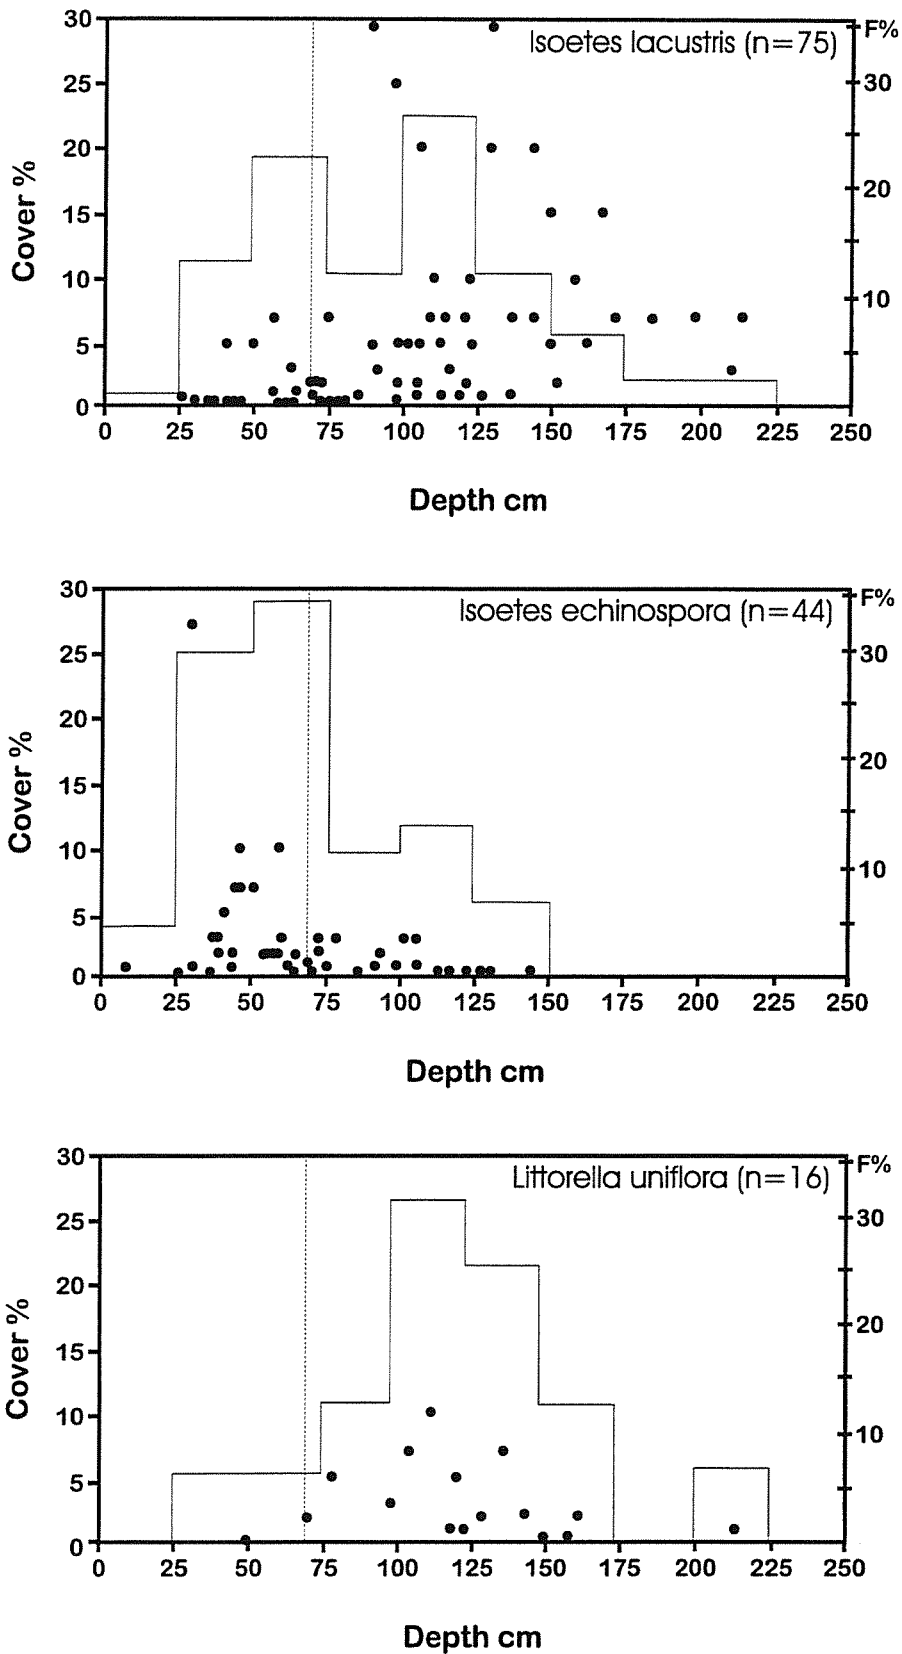 30 F%
Isoetes lacustris (n=75)
25 30
20 20
15
10 10
5
0
Cover %
0 25 50 75 100 125 150 175 200 225 250
Depth cm
30 F%
Isoetes echinospora (n=44)
25 30
20 20
15
10 10
5
0
Cover %
0 25 50 75 100 125 150 175 200 225 250
Depth cm
30 F%
Littorella uniflora (n=16)
25 30
20 20
15
10 10
5
0
Cover %
0 25 50 75 100 125 150 175 200 225 250
Depth cm